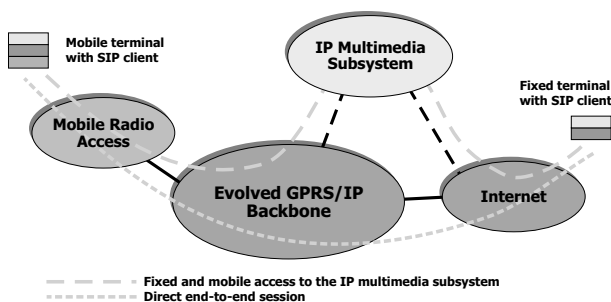 Mobile terminal
with SIP client
IP Multimedia
Subsystem
Fixed terminal
with SIP client
Mobile Radio
Access
Evolved GPRS/IP
Backbone
Internet
Fixed and mobile access to the IP multimedia subsystem
Direct end-to-end session